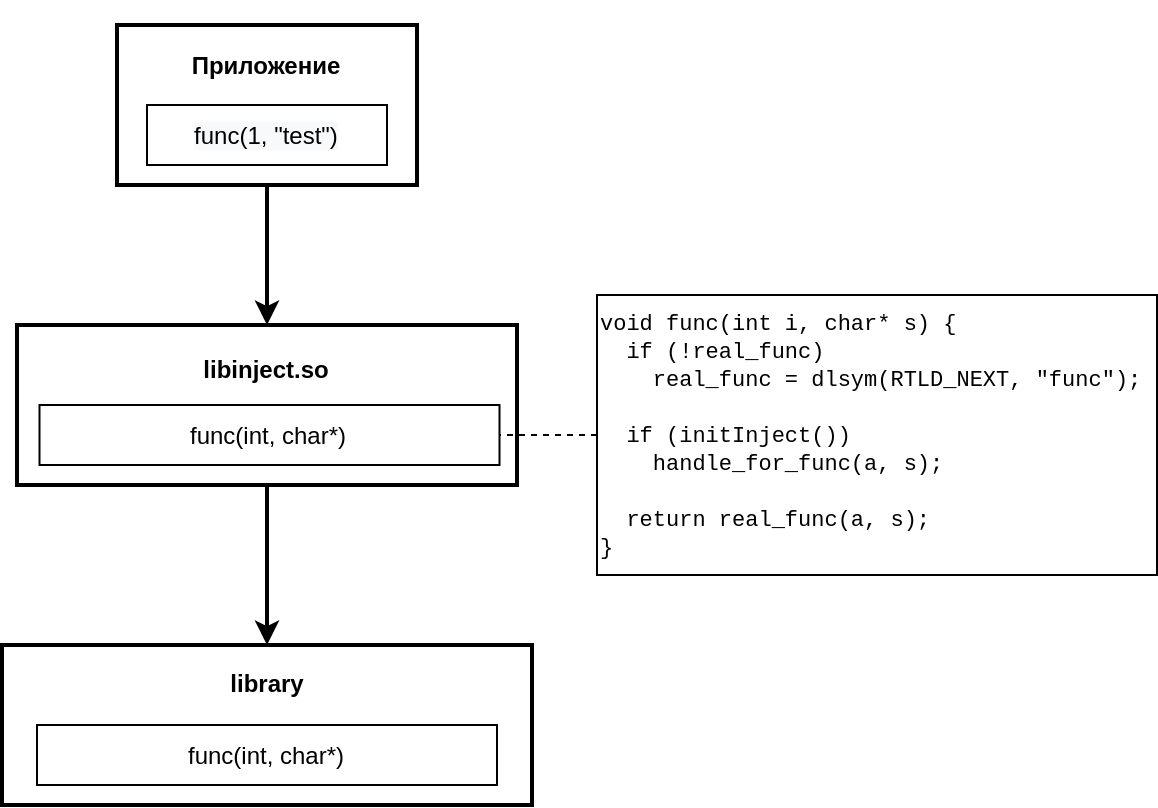 Приложение
func(1, "test")
libinject.so
func(int, char*)
void func(int i, char* s) {
  if (!real_func)
    real_func = dlsym(RTLD_NEXT, "func");

  if (initInject())
    handle_for_func(a, s);

  return real_func(a, s);
}
library
func(int, char*)